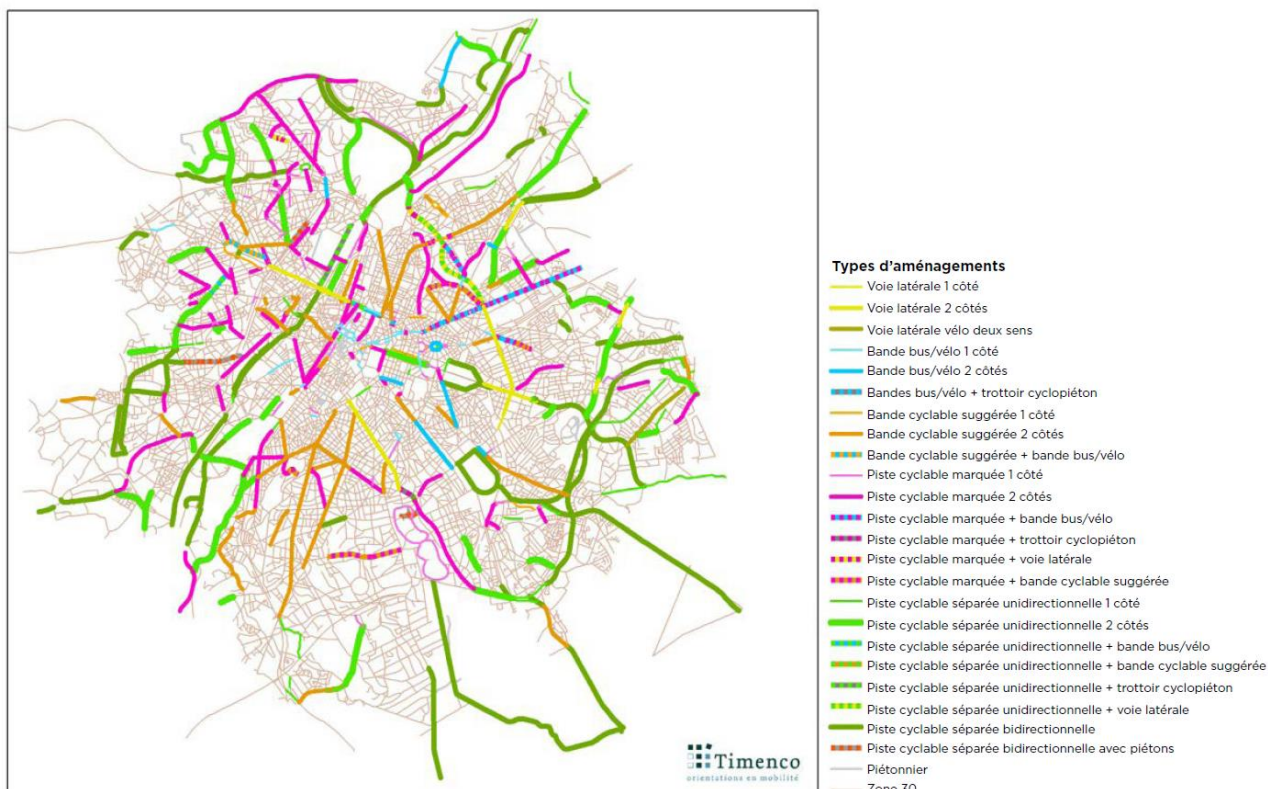 Types d'aménagements
Voie latérale 1 côté
Voie latérale 2 côtés
Voie latérale vélo deux sens
Bande bus/vélo 1 côté
Bande bus/vélo 2 côtés
Bandes bus/vélo + trottoir cyclopiéton
Bande cyclable suggérée 1 côté
Bande cyclable suggérée 2 côtés
Bande cyclable suggérée + bande bus/vélo
Piste cyclable marquée 1 côté
Piste cyclable marquée 2 côtés
Piste cyclable marquée + bande bus/vélo
Piste cyclable marquée + trottoir cyclopiéton
Piste cyclable marquée + voie latérale
Piste cyclable marquée + bande cyclable suggérée
Piste cyclable séparée unidirectionnelle 1 côté
Piste cyclable séparée unidirectionnelle 2 côtés
Piste cyclable séparée unidirectionnelle + bande bus/vélo
Piste cyclable séparée unidirectionnelle + bande cyclable suggérée
Piste cyclable séparée unidirectionnelle + trottoir cyclopiéton
Piste cyclable séparée unidirectionnelle + voie latérale
Piste cyclable séparée bidirectionnelle
Piste cyclable séparée bidirectionnelle avec piétons
Piétonnier
Zone 30
Timenco
orientations en mobilité